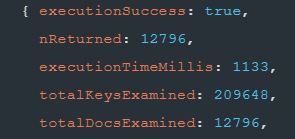 { executionSuccess: true,
nReturned: 12796,
executionTimeMillis: 1133,
totalKeysExamined: 209648,
totalDocsExamined: 12796,